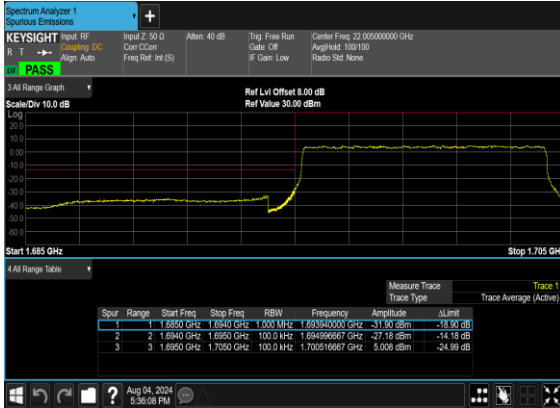 Spectrum Analyzer 1
Spurious Emissions
+
KEYSIGHT Input: RF Input Z: 50 Ω Atten: 40 dB Trig: Free Run Center Freq: 22.005000000 GHz
R T Coupling: DC Corr CCorr Gate: Off Avg|Hold: 100/100
Align: Auto Freq Ref: Int (S) IF Gain: Low Radio Std: None
PASS
3 All Range Graph
Ref Lvl Offset 8.00 dB
Scale/Div 10.0 dB Ref Value 30.00 dBm
Log
20.0
10.0
0.00
-10.0
-20.0
-30.0
-40.0
-50.0
-60.0
Start 1.685 GHz Stop 1.705 GH
4 All Range Table
Measure Trace Trace 1
Trace Type Trace Average (Active)
Spur Range Start Freq Stop Freq RBW Frequency Amplitude ΔLimit
1 1 1.6850 GHz 1.6940 GHz 1.000 MHz 1.693940000 GHz -31.90 dBm -18.90 dB
2 2 1.6940 GHz 1.6950 GHz 100.0 kHz 1.694996667 GHz -27.18 dBm -14.18 dB
3 3 1.6950 GHz 1.7050 GHz 100.0 kHz 1.700516667 GHz 5.008 dBm -24.99 dB
? Aug 04, 2024
5:36:08 PM